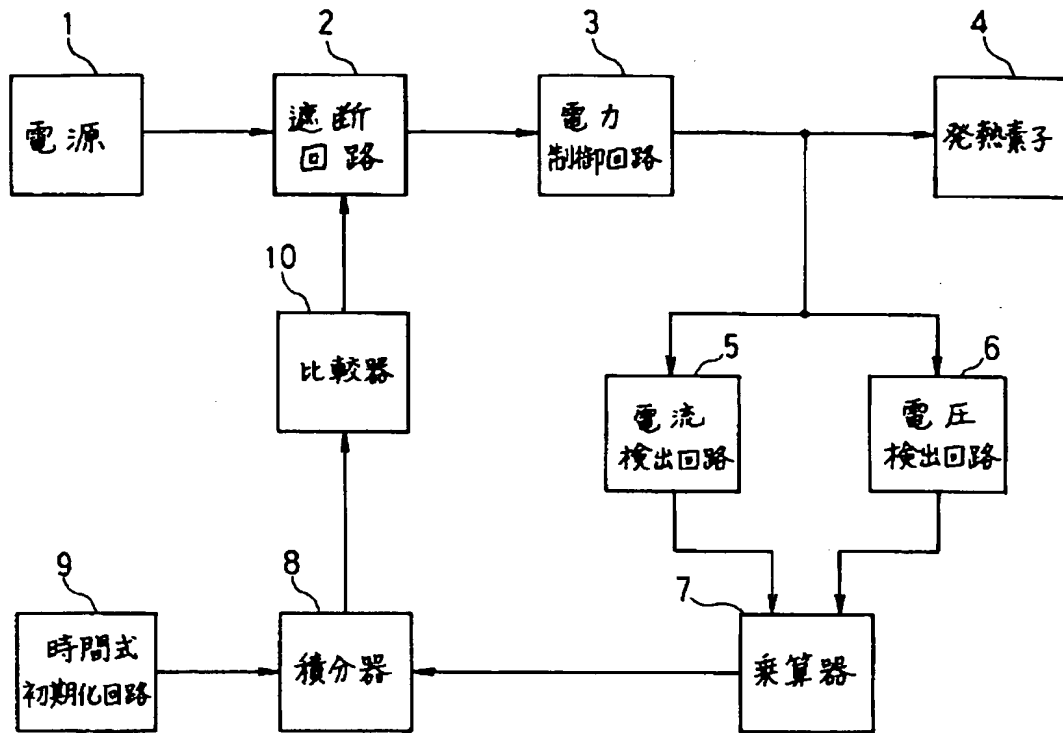 1
2
3
4
電源
遮断
回路
電力
制御回路
発熱素子
10
比較器
5
6
電流
検出回路
電圧
検出回路
9
8
7
時間式
初期化回路
積分器
乗算器